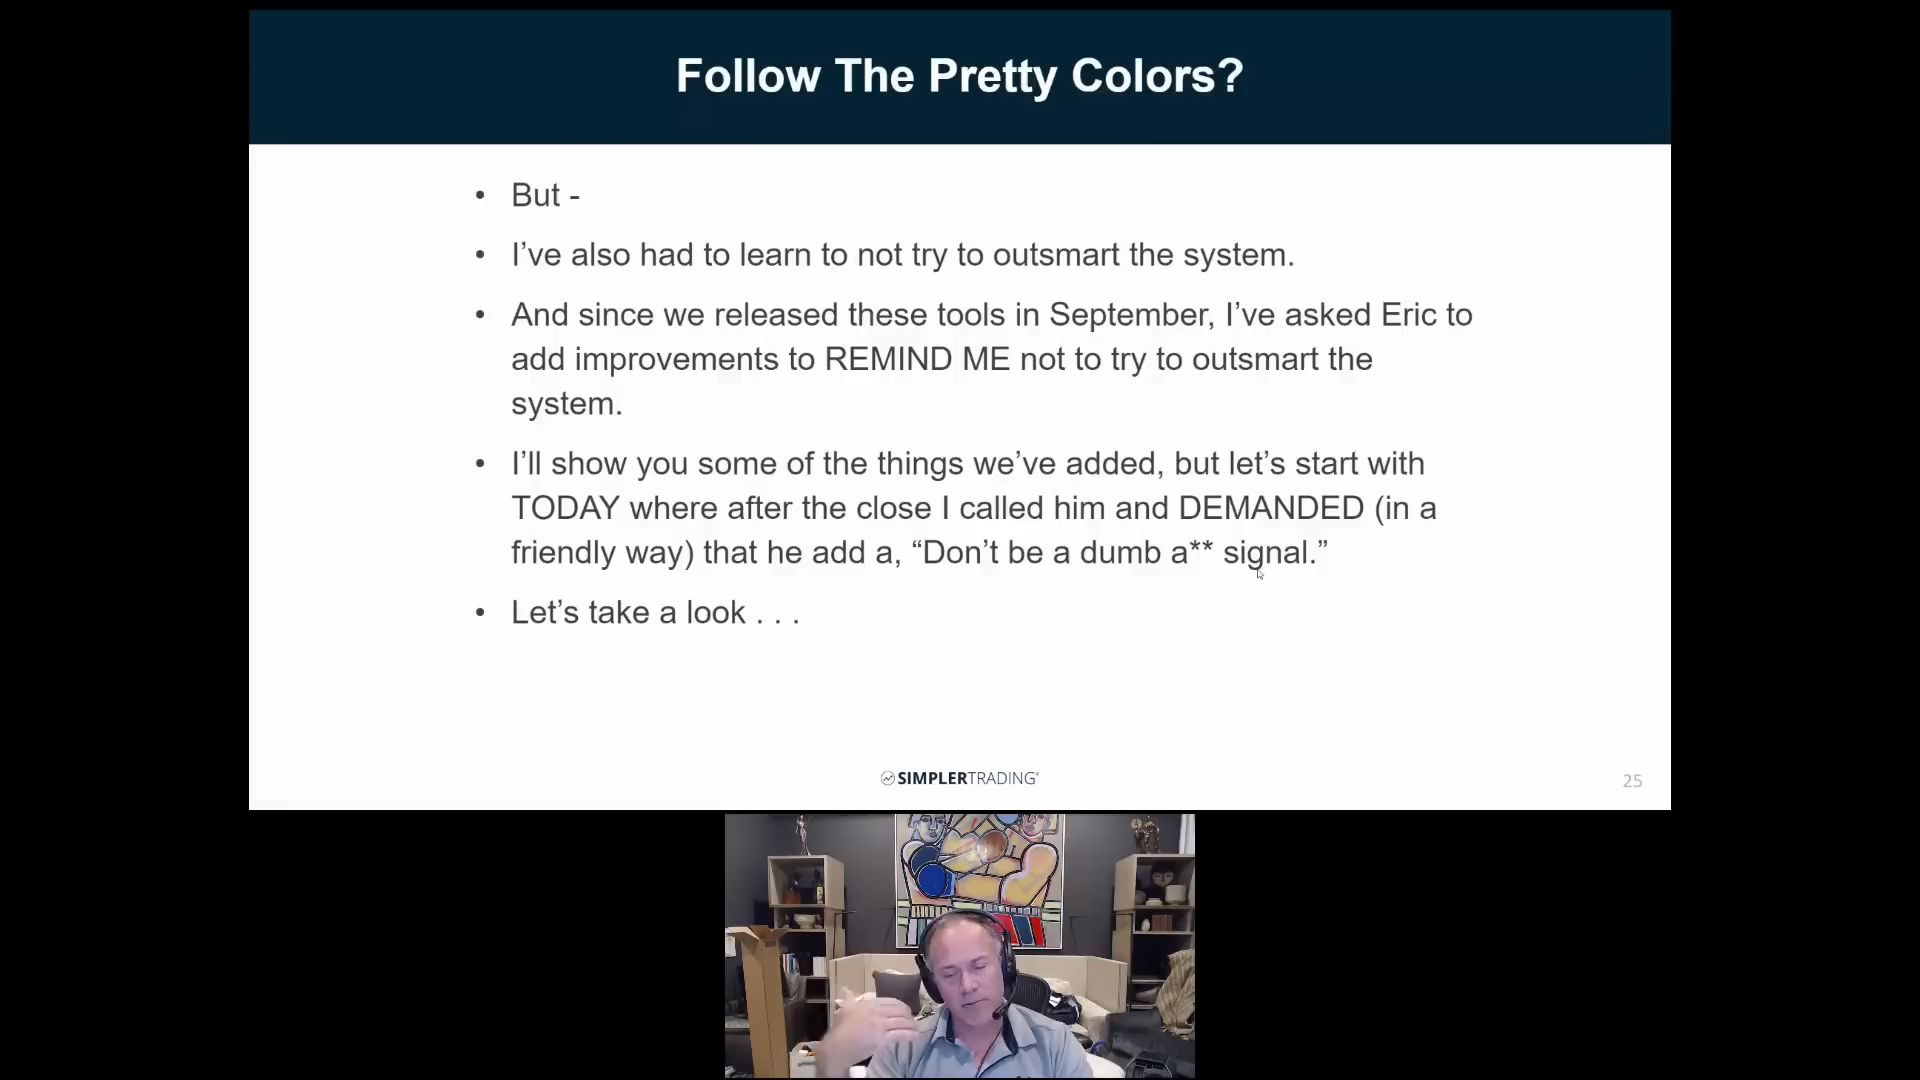 Follow The Pretty Colors?
• But -
• I’ve also had to learn to not try to outsmart the system.
• And since we released these tools in September, I’ve asked Eric to
add improvements to REMIND ME not to try to outsmart the
system.
• I’ll show you some of the things we’ve added, but let’s start with
TODAY where after the close I called him and DEMANDED (in a
friendly way) that he add a, “Don’t be a dumb a** signal.”
• Let’s take a look . . .
SIMPLERTRADING®
25